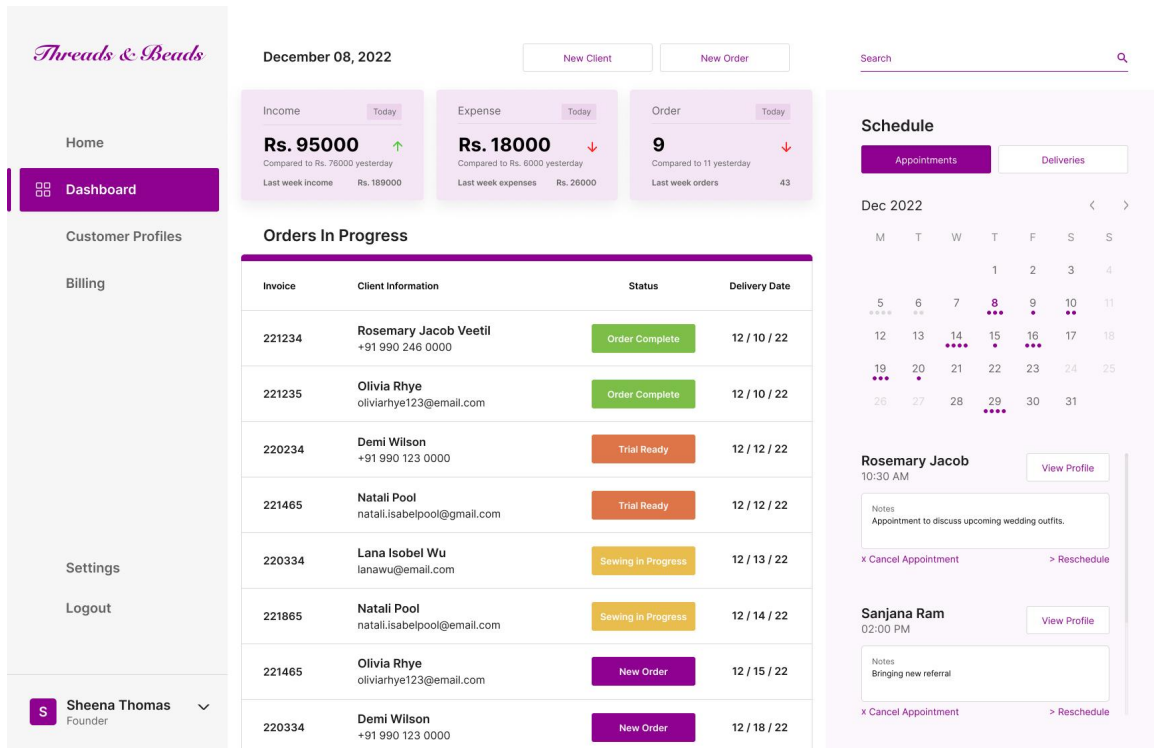 Threads & Beads
Home
Dashboard
Customer Profiles
Billing
Settings
Logout
S
Sheena Thomas
Founder
December 08, 2022
New Client
New Order
Income
Today
Rs. 95000
Compared to Rs. 76000 yesterday
Last week income Rs. 189000
Expense
Today
Rs. 18000
Compared to Rs. 6000 yesterday
Last week expenses Rs. 26000
Order
Today
9
Compared to 11 yesterday
Last week orders 43
Orders In Progress
Invoice Client Information Status Delivery Date
221234 Rosemary Jacob Veetil Order Complete 12 / 10 / 22
+91 990 246 0000
221235 Olivia Rhye Order Complete 12 / 10 / 22
oliviarhye123@email.com
220234 Demi Wilson Trial Ready 12 / 12 / 22
+91 990 123 0000
221465 Natali Pool Trial Ready 12 / 12 / 22
natali.isabelpool@gmail.com
220334 Lana Isobel Wu Sewing in Progress 12 / 13 / 22
lanawu@email.com
221865 Natali Pool Sewing in Progress 12 / 14 / 22
natali.isabelpool@email.com
221465 Olivia Rhye New Order 12 / 15 / 22
oliviarhye123@email.com
220334 Demi Wilson New Order 12 / 18 / 22
+91 990 123 0000
Search
Schedule
Appointments
Deliveries
Dec 2022 < >
M T W T F S S
1 2 3 4
5 6 7 8 9 10 11
12 13 14 15 16 17 18
19 20 21 22 23 24 25
26 27 28 29 30 31
Rosemary Jacob
10:30 AM
View Profile
Notes
Appointment to discuss upcoming wedding outfits.
x Cancel Appointment > Reschedule
Sanjana Ram
02:00 PM
View Profile
Notes
Bringing new referral
x Cancel Appointment > Reschedule